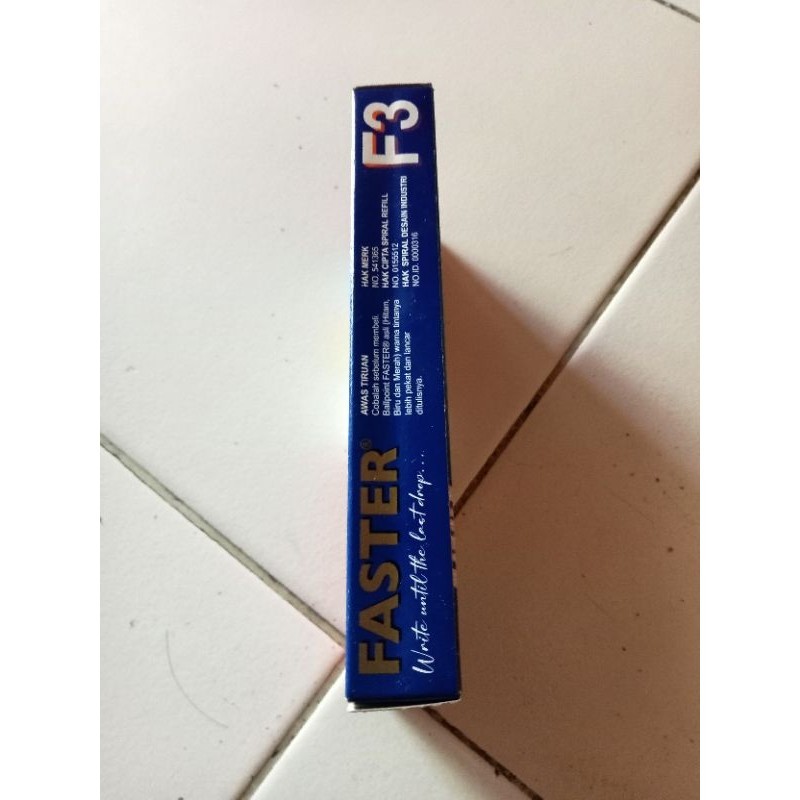 FASTER®
Write until the last drop....
AWAS TIRUAN
Cobalah sebelum membeli.
Ballpoint FASTER® asli (Hitam,
Biru dan Merah) warna tintanya
lebih pekat dan lancar
ditulisnya.
HAK MERK
NO. 541365
HAK CIPTA SPIRAL REFILL
NO. 0155512
HAK SPIRAL DESAIN INDUSTRI
NO ID. 0000316
F3